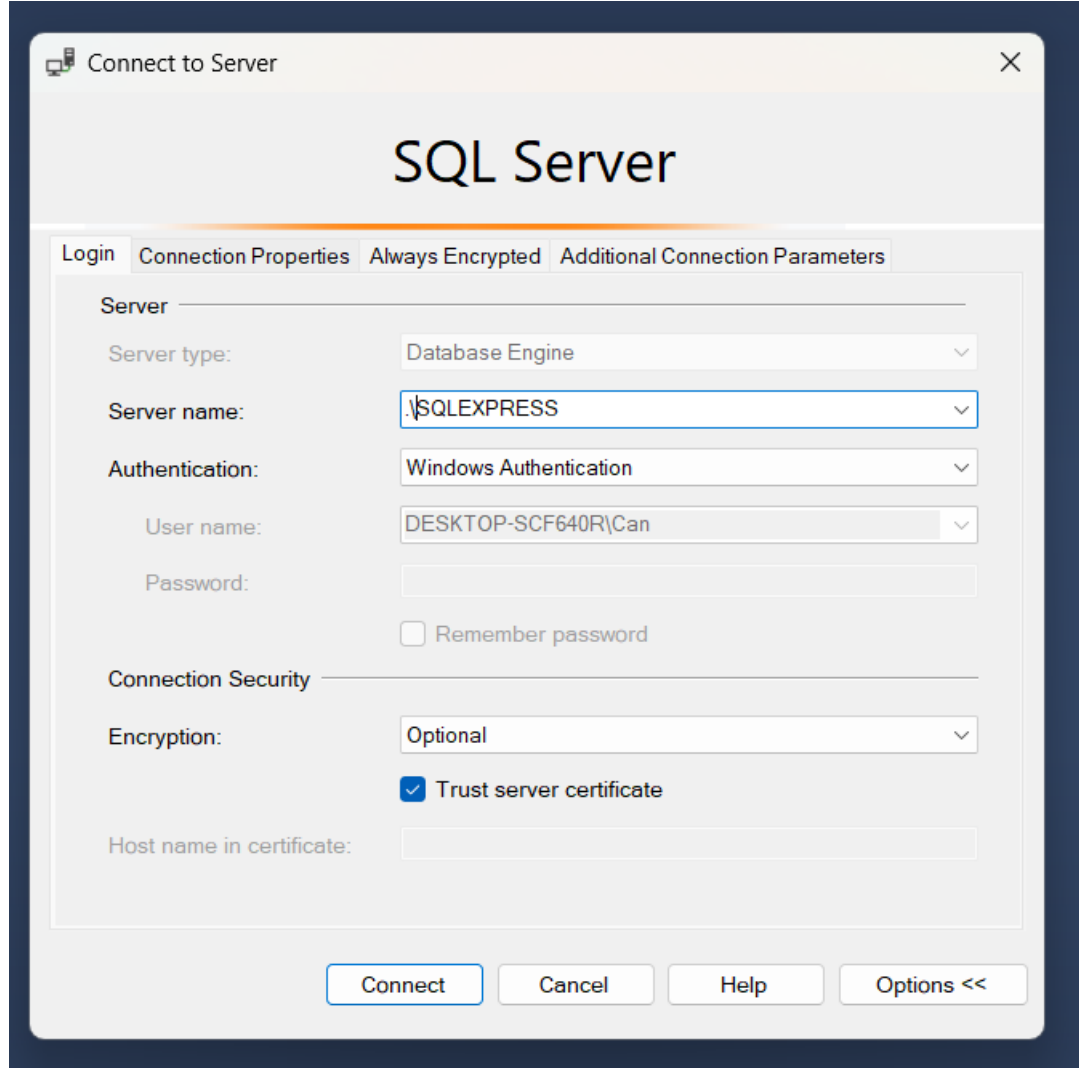 Connect to Server
SQL Server
Login Connection Properties Always Encrypted Additional Connection Parameters
Server
Server type: Database Engine
Server name: .\SQLEXPRESS
Authentication: Windows Authentication
User name: DESKTOP-SCF640R\Can
Password:
Remember password
Connection Security
Encryption: Optional
Trust server certificate
Host name in certificate:
Connect Cancel Help Options <<